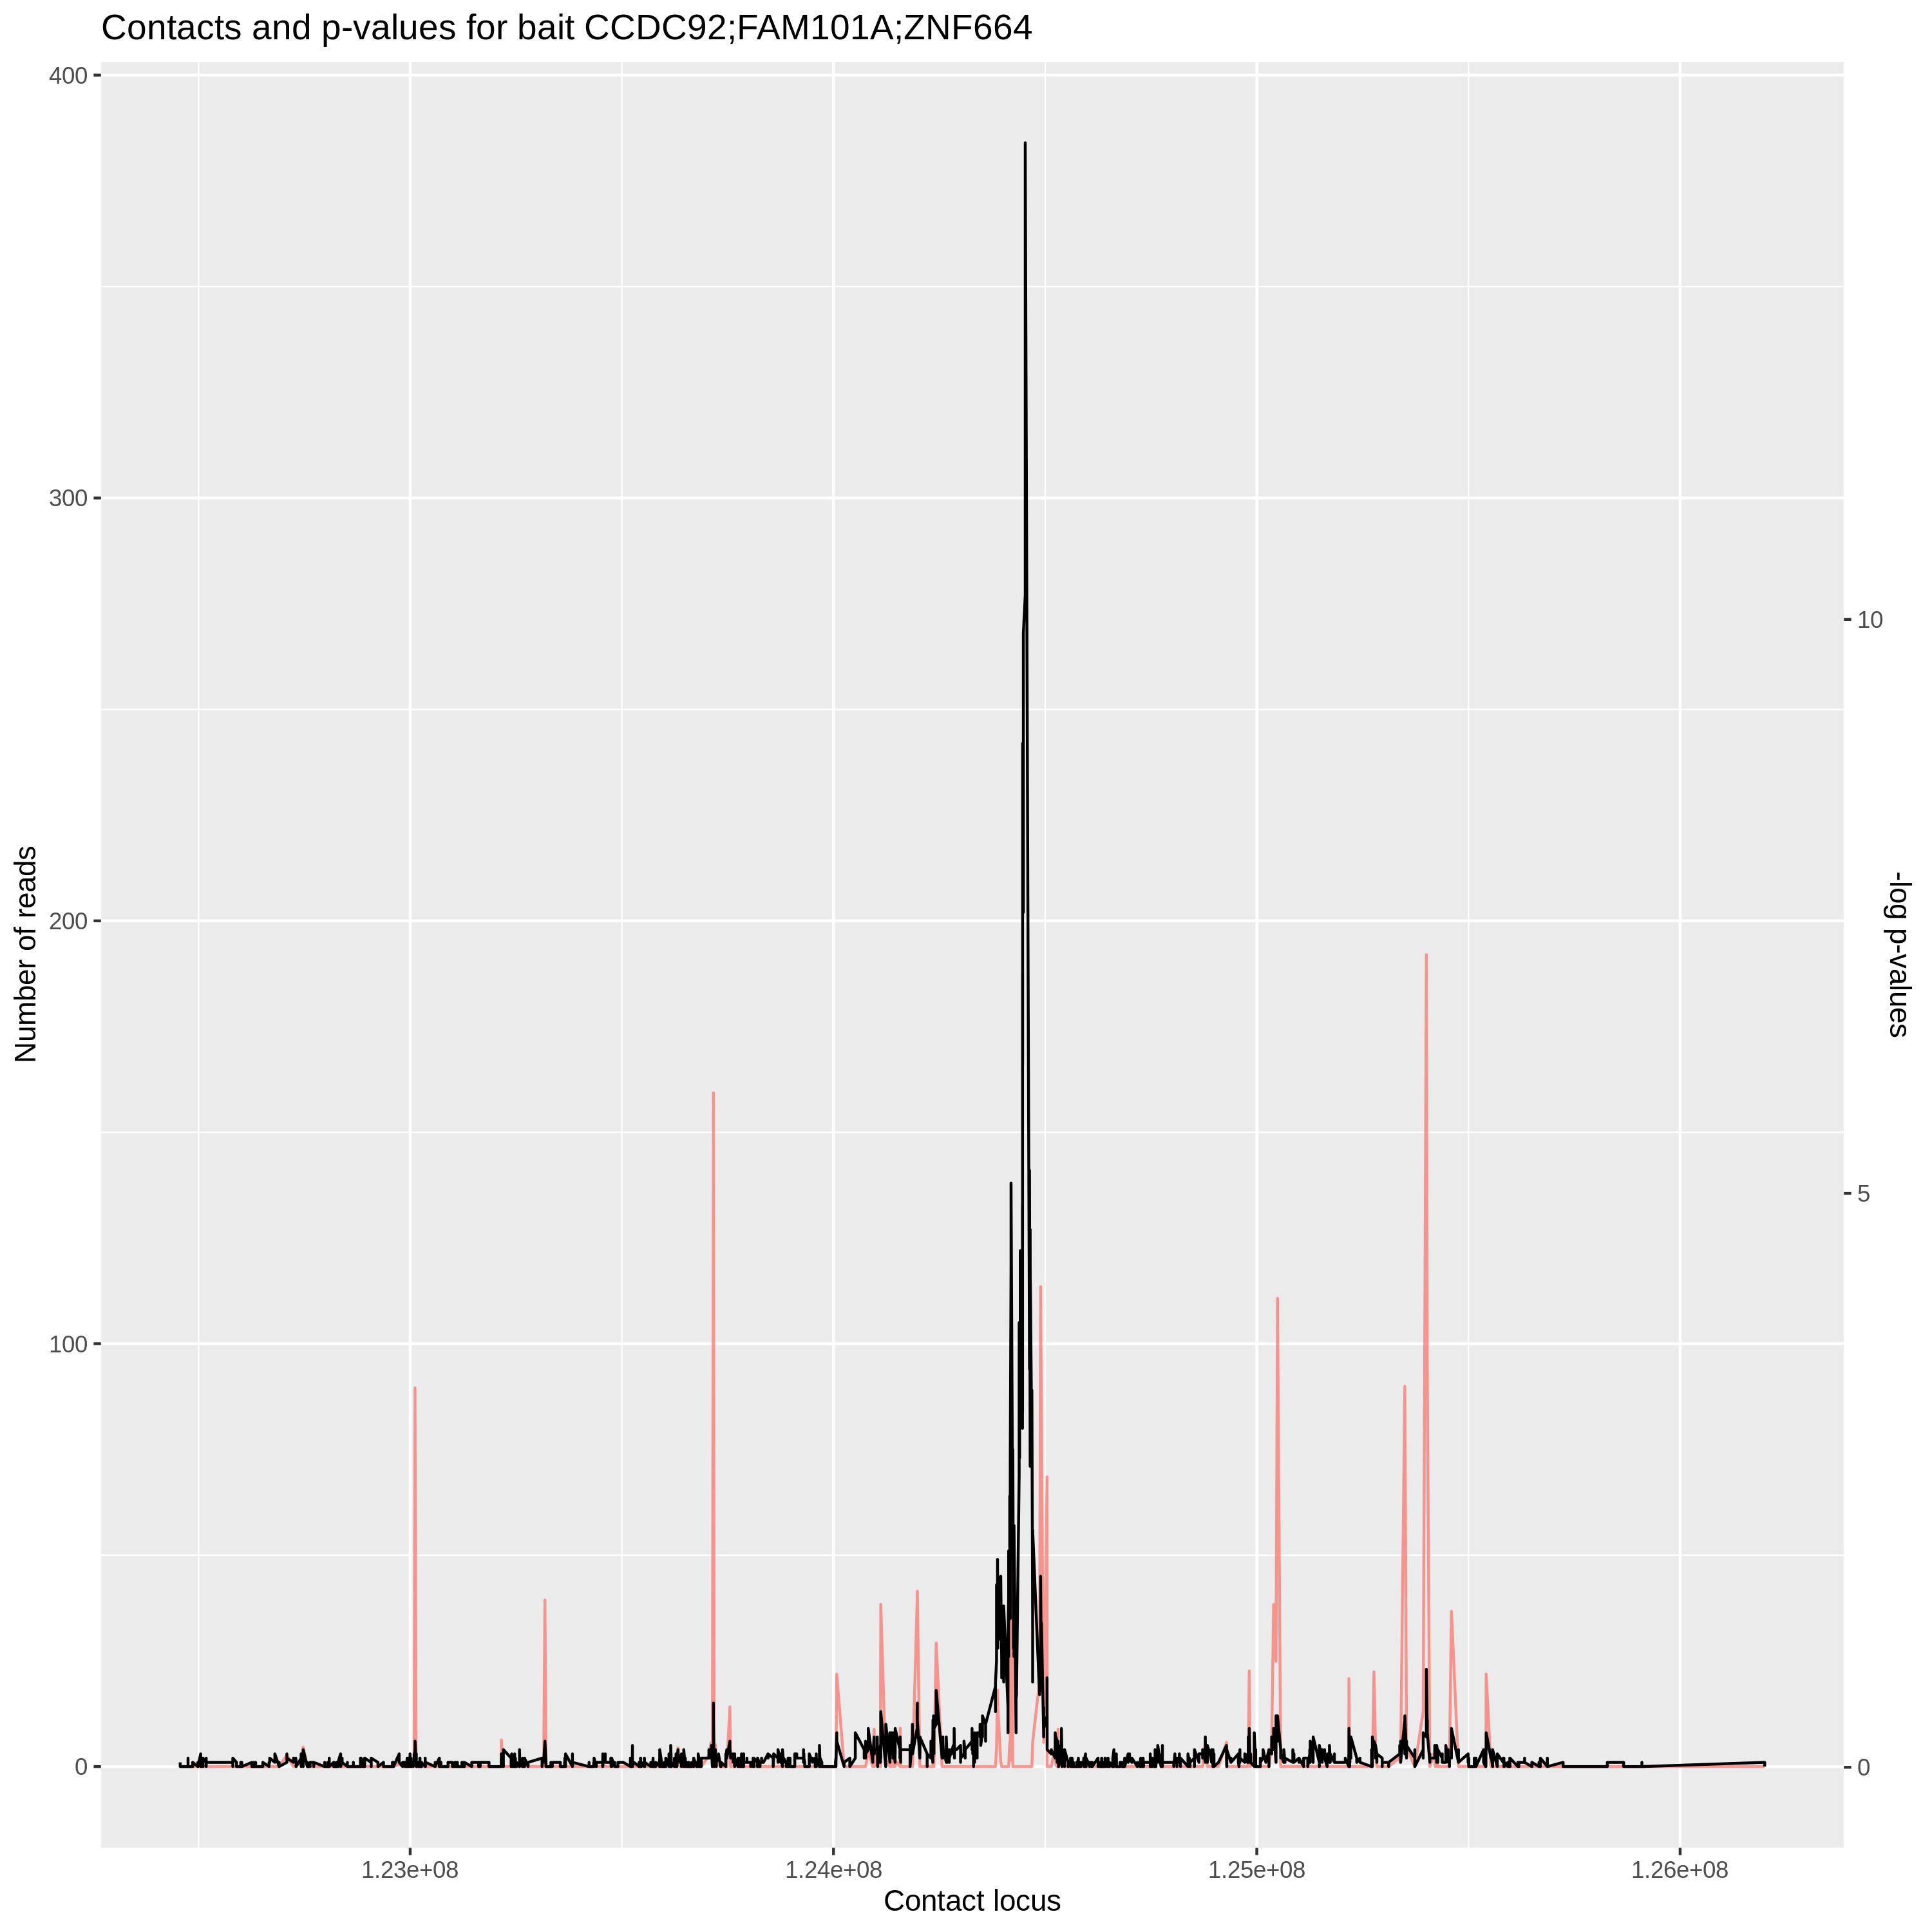 Contacts and p-values for bait CCDC92;FAM101A;ZNF664
400
300
200
100
0
Number of reads
10
5
0
-log p-values
1.23e+08
1.24e+08
1.25e+08
1.26e+08
Contact locus